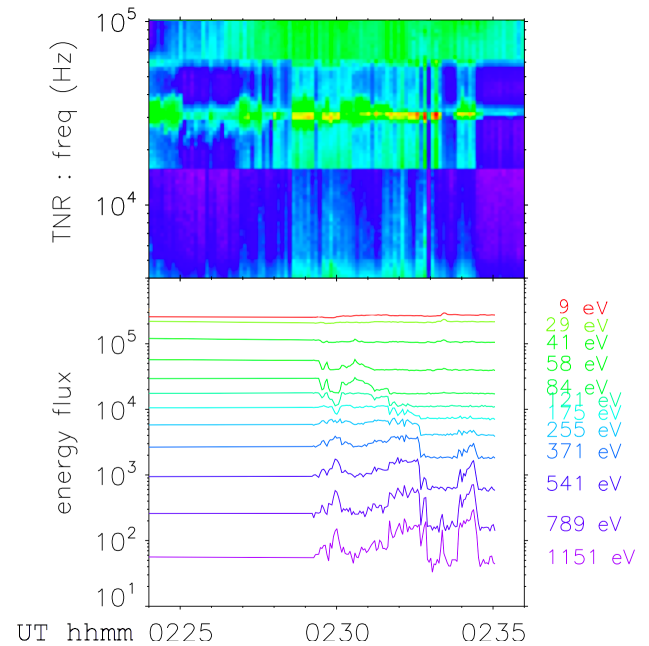 10^5
TNR : freq (Hz)
10^4
9 eV
29 eV
10^5
41 eV
58 eV
84 eV
energy flux
121 eV
10^4
175 eV
255 eV
371 eV
10^3
541 eV
789 eV
10^2
1151 eV
10^1
UT hhmm 0225 0230 0235